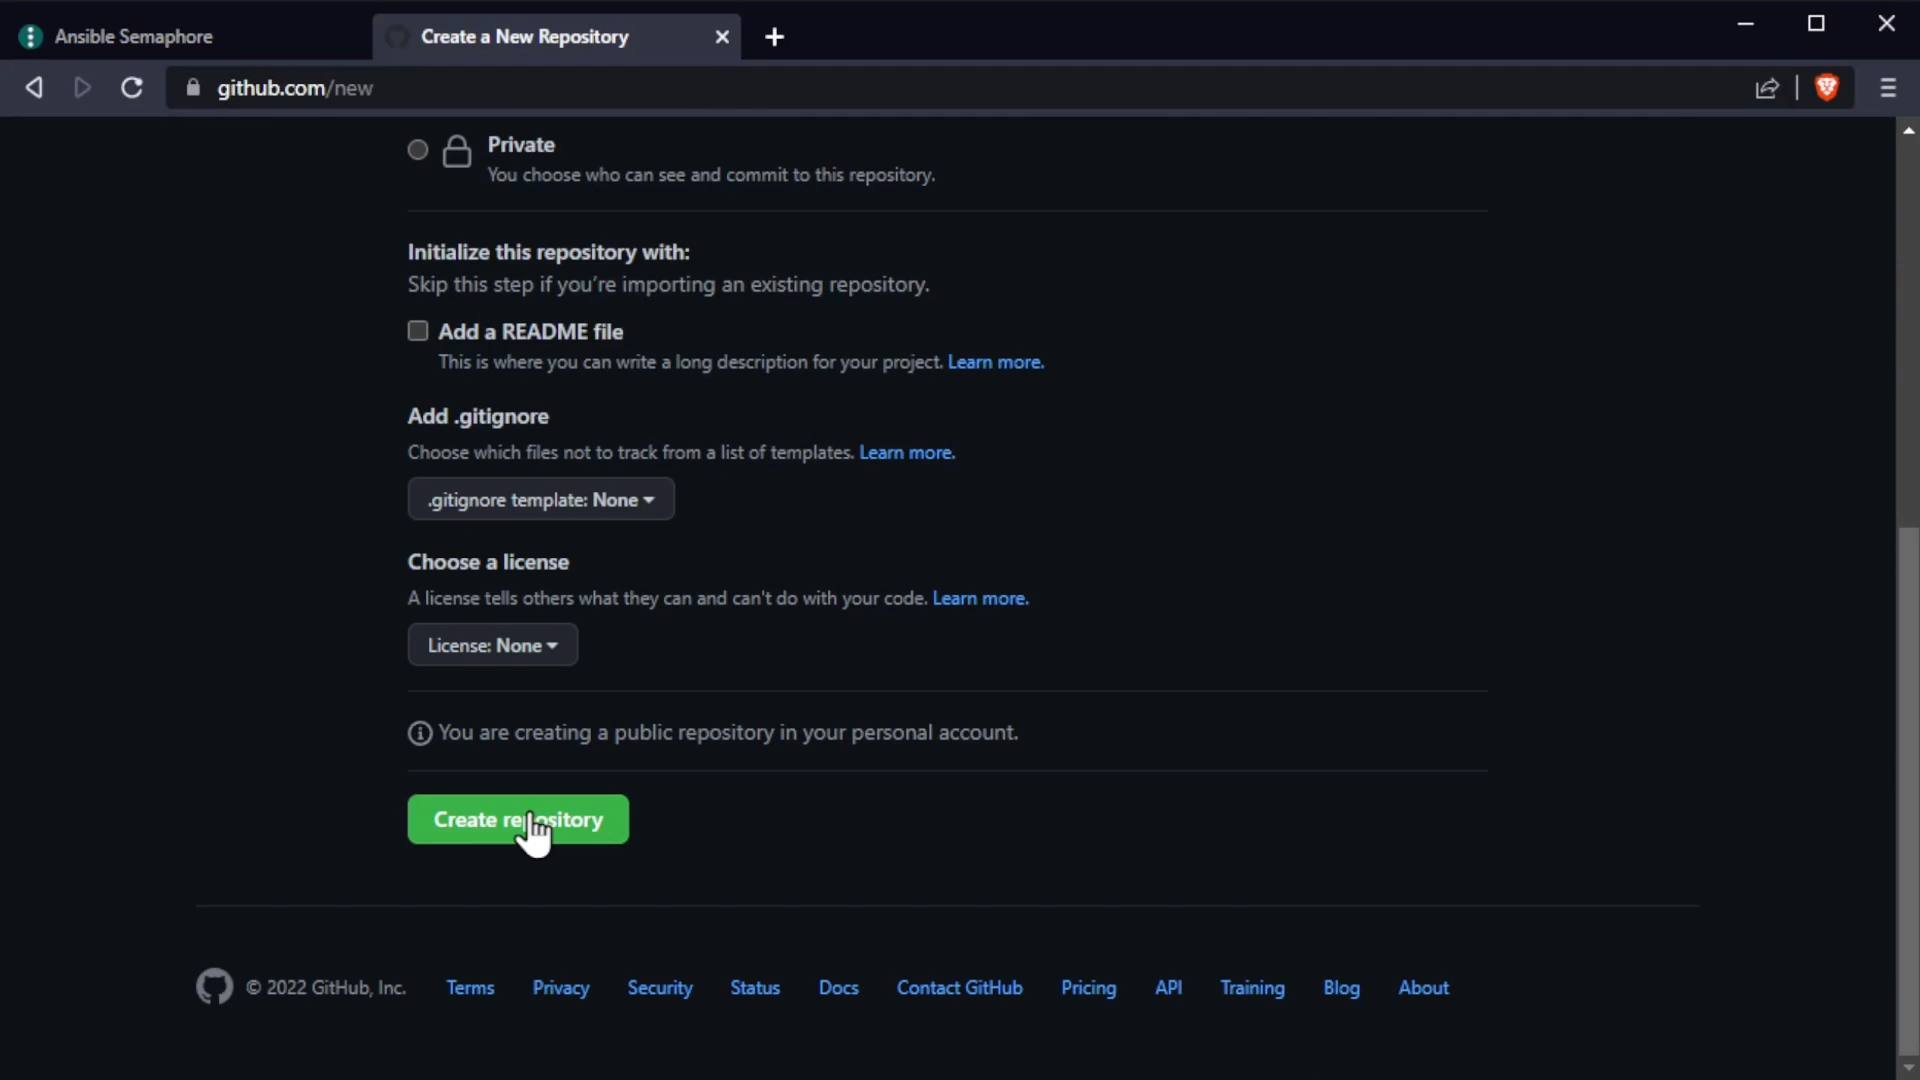 Ansible Semaphore
Create a New Repository
github.com/new
Private
You choose who can see and commit to this repository.
Initialize this repository with:
Skip this step if you're importing an existing repository.
Add a README file
This is where you can write a long description for your project. Learn more.
Add .gitignore
Choose which files not to track from a list of templates. Learn more.
.gitignore template: None
Choose a license
A license tells others what they can and can't do with your code. Learn more.
License: None
You are creating a public repository in your personal account.
Create repository
© 2022 GitHub, Inc. Terms Privacy Security Status Docs Contact GitHub Pricing API Training Blog About